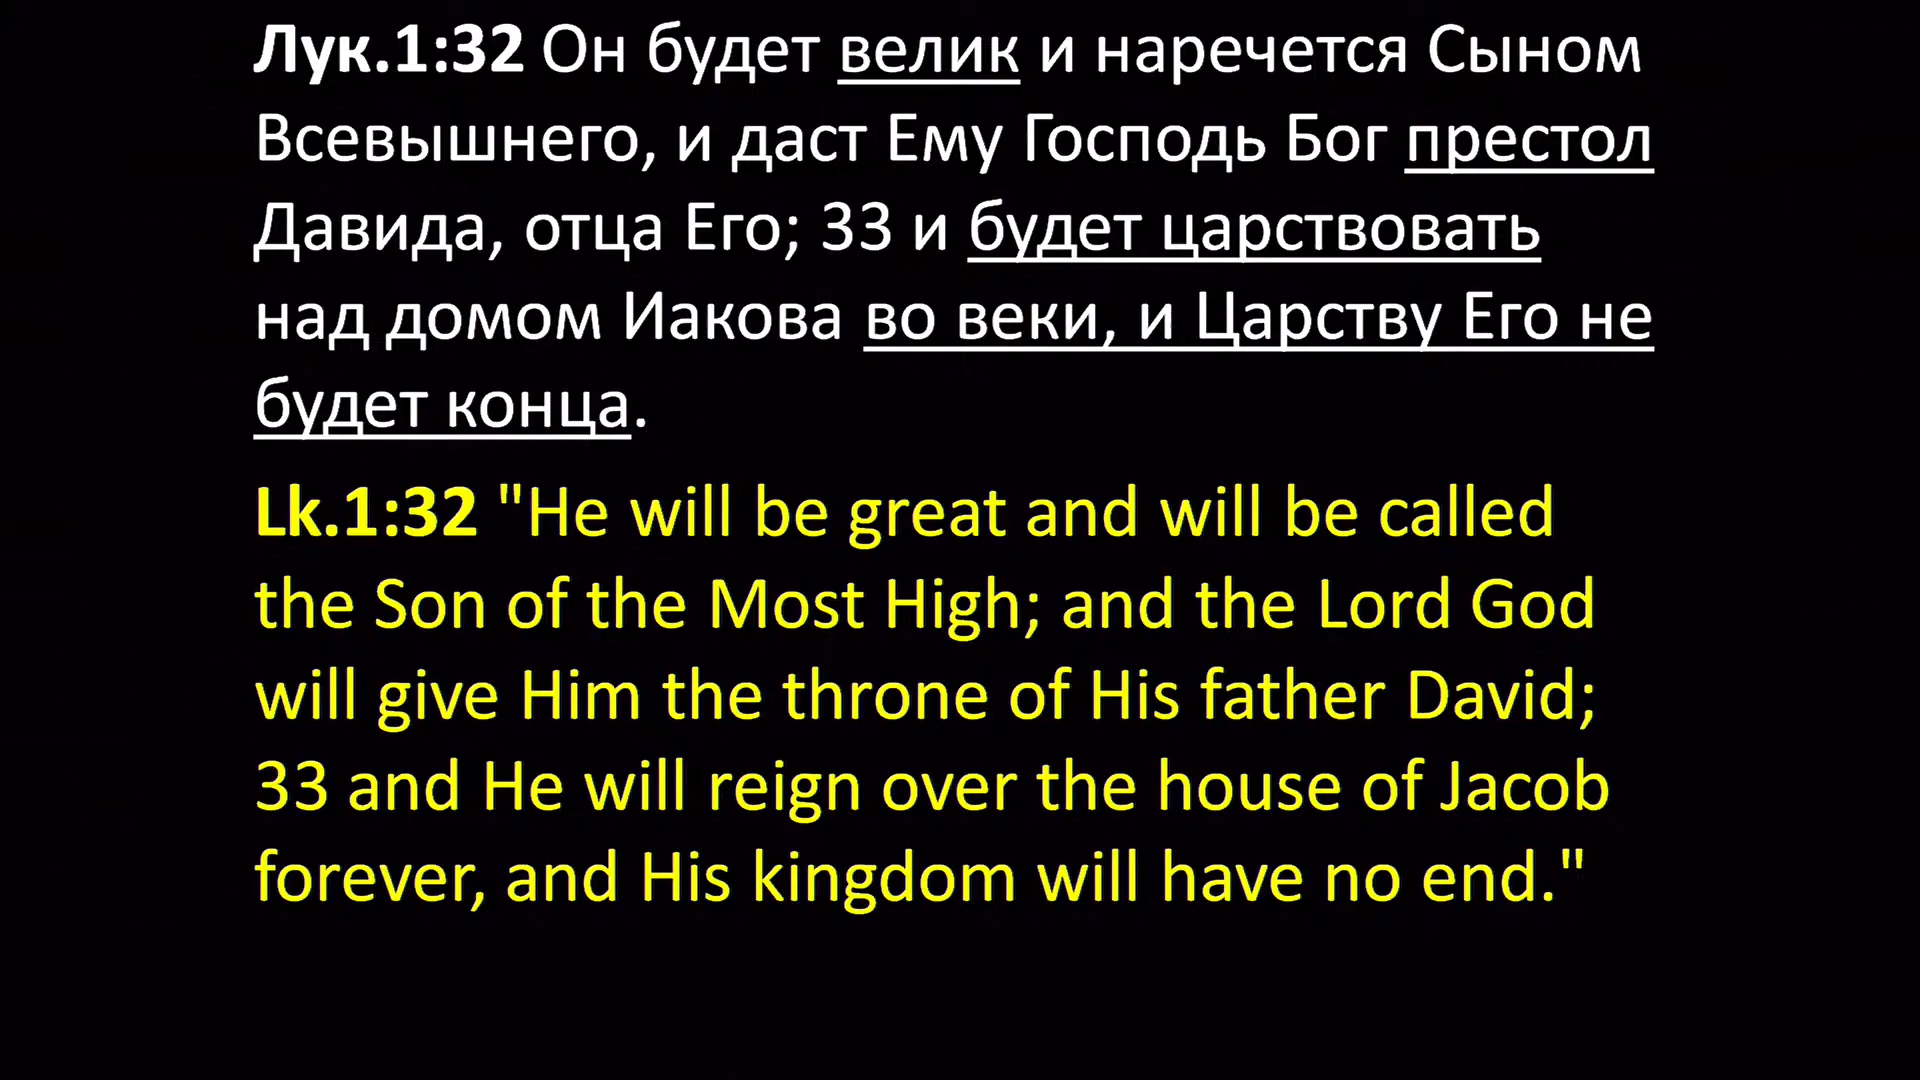 Лук.1:32 Он будет велик и наречется Сыном
Всевышнего, и даст Ему Господь Бог престол
Давида, отца Его; 33 и будет царствовать
над домом Иакова во веки, и Царству Его не
будет конца.
Lk.1:32 "He will be great and will be called
the Son of the Most High; and the Lord God
will give Him the throne of His father David;
33 and He will reign over the house of Jacob
forever, and His kingdom will have no end."